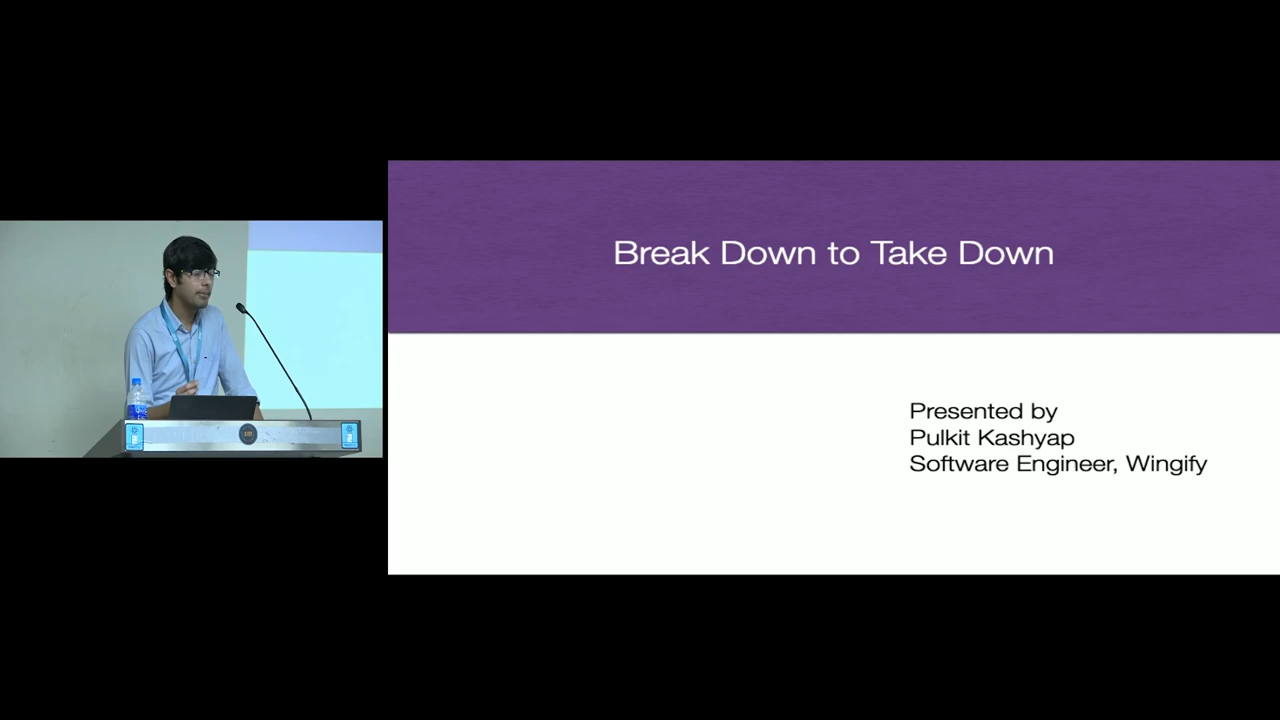 Break Down to Take Down
Presented by
Pulkit Kashyap
Software Engineer, Wingify